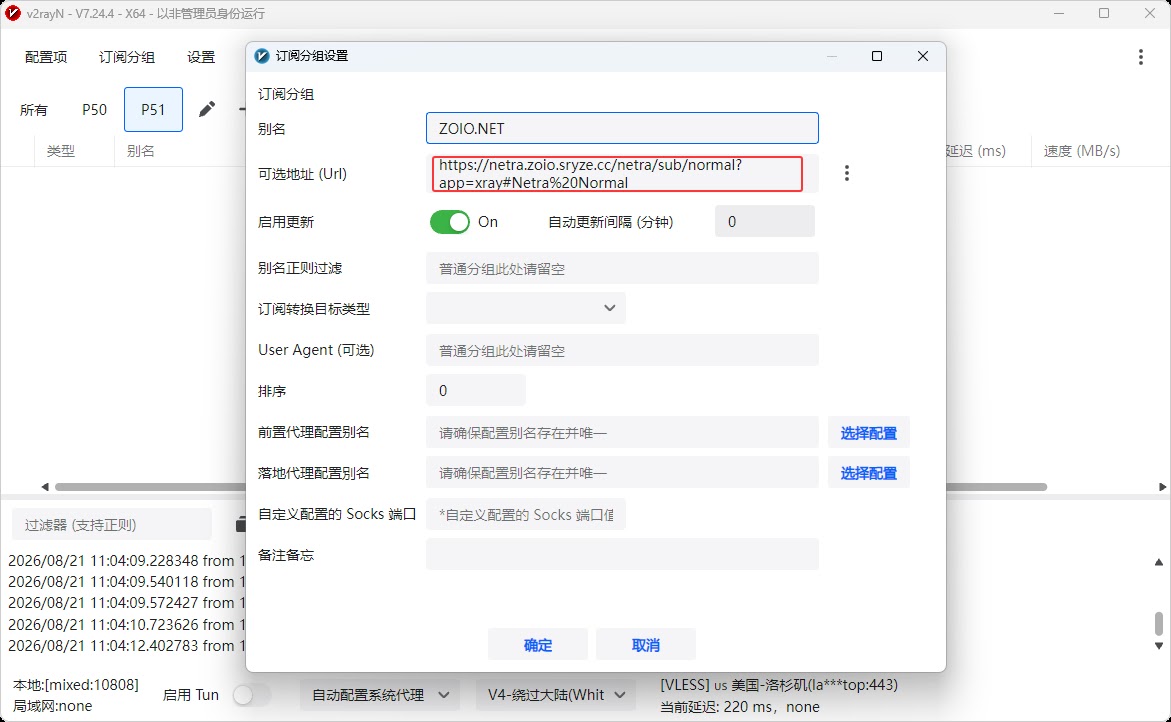 v2rayN - V7.24.4 - X64 - 以非管理员身份运行
配置项 订阅分组 设置
所有 P50 P51
类型 别名 延迟 (ms) 速度 (MB/s)
订阅分组设置
订阅分组
别名 ZOIO.NET
可选地址 (Url) https://netra.zoio.sryze.cc/netra/sub/normal?
app=xray#Netra%20Normal
启用更新 On 自动更新间隔 (分钟) 0
别名正则过滤 普通分组此处请留空
订阅转换目标类型
User Agent (可选) 普通分组此处请留空
排序 0
前置代理配置别名 请确保配置别名存在并唯一 选择配置
落地代理配置别名 请确保配置别名存在并唯一 选择配置
自定义配置的 Socks 端口 *自定义配置的 Socks 端口值
备注备忘
确定 取消
过滤器 (支持正则)
2026/08/21 11:04:09.228348 from 1
2026/08/21 11:04:09.540118 from 1
2026/08/21 11:04:09.572427 from 1
2026/08/21 11:04:10.723626 from 1
2026/08/21 11:04:12.402783 from 1
本地:[mixed:10808] 启用 Tun 自动配置系统代理 V4-绕过大陆(Whit [VLESS] us 美国-洛杉矶(la***top:443)
局域网:none 当前延迟: 220 ms，none